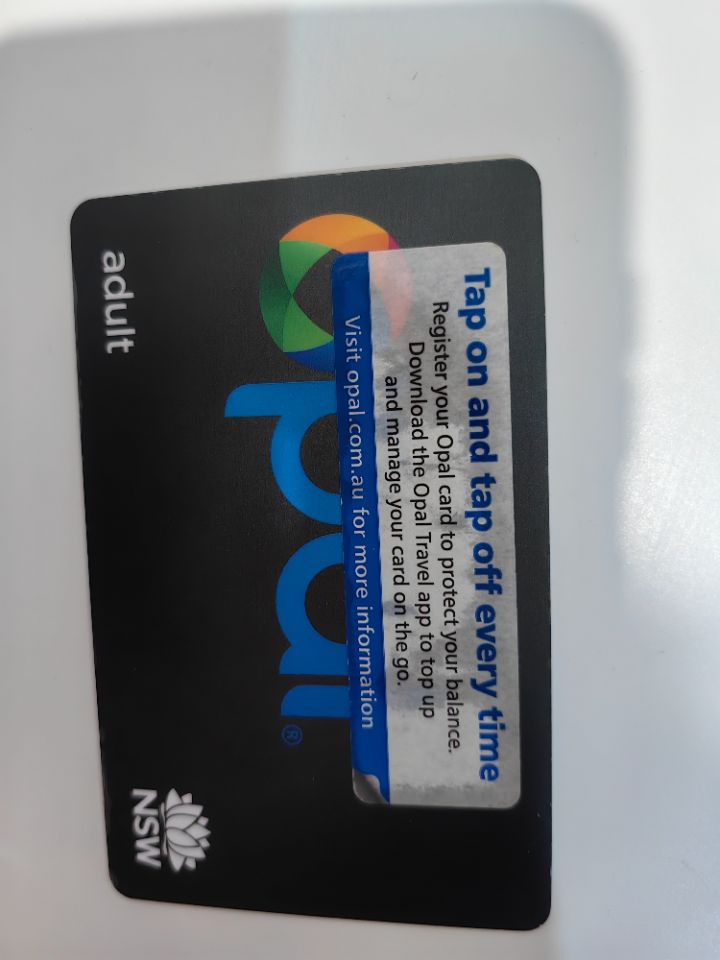 Tap on and tap off every time
Register your Opal card to protect your balance.
Download the Opal Travel app to top up
and manage your card on the go.
Visit opal.com.au for more information
opal®
adult
NSW